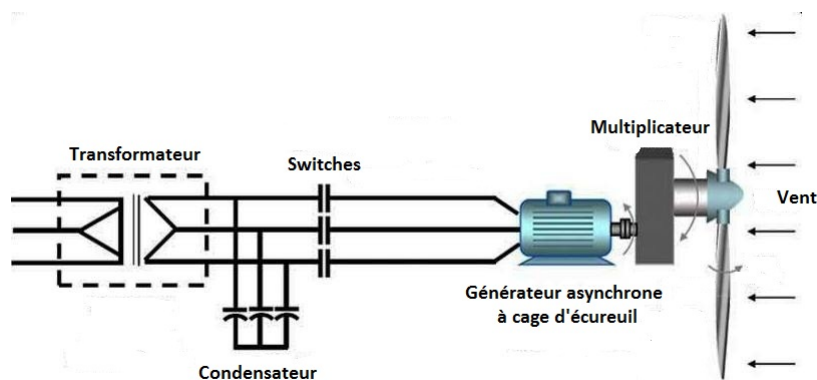 Multiplicateur
Transformateur
Switches
Vent
Générateur asynchrone
à cage d'écureuil
Condensateur